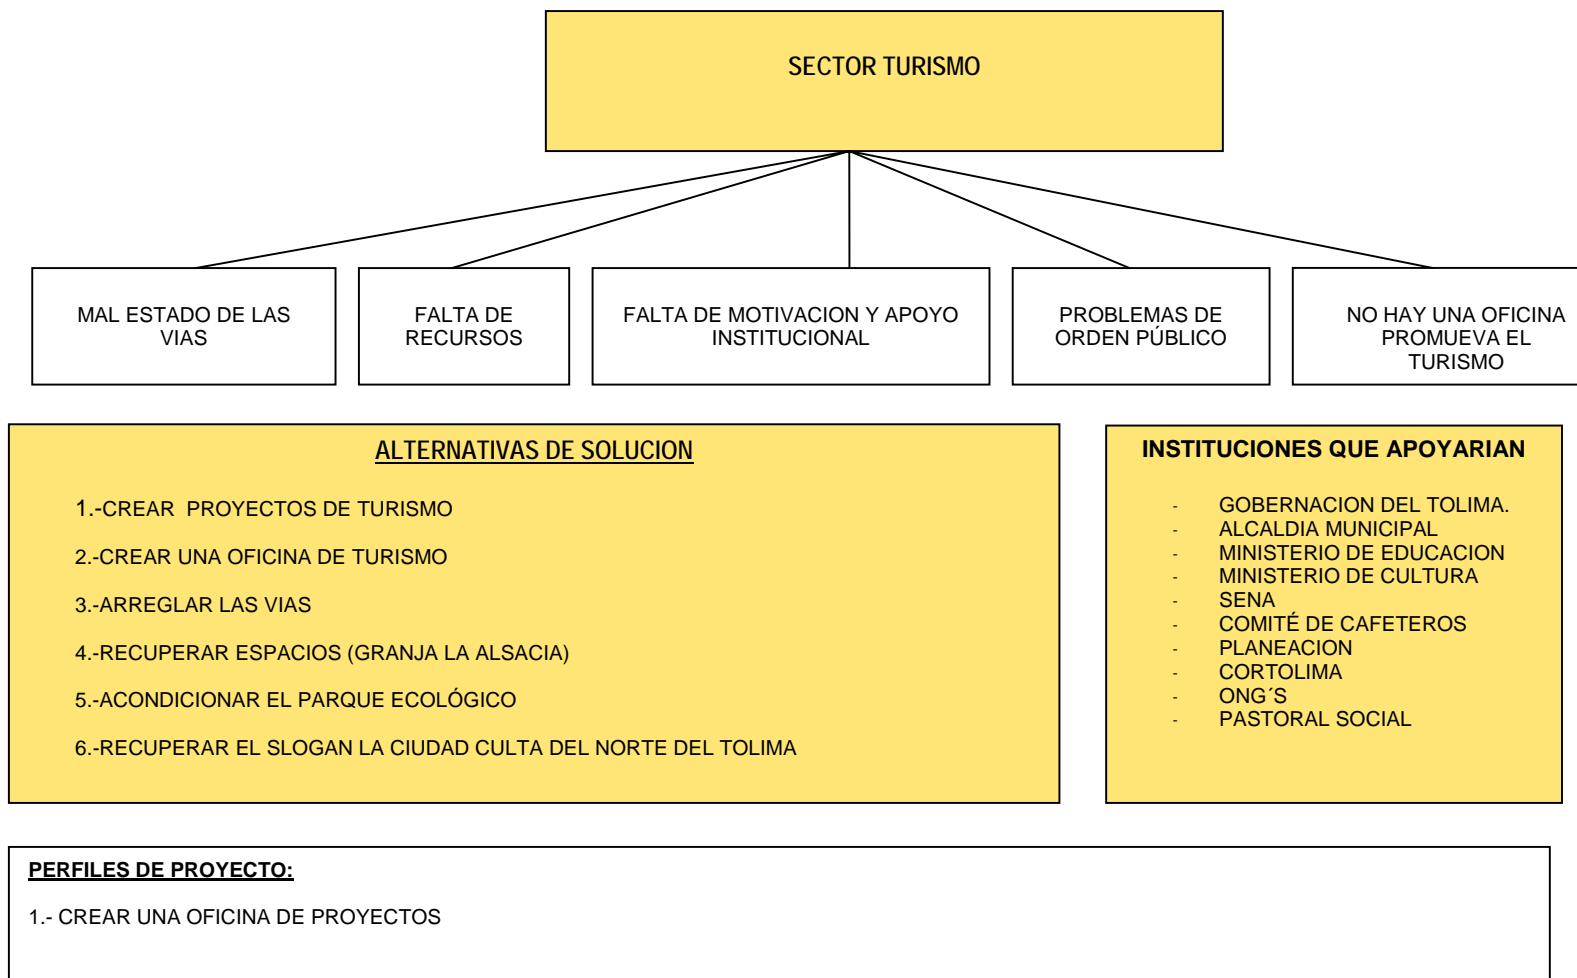 SECTOR TURISMO
MAL ESTADO DE LAS
VIAS
FALTA DE
RECURSOS
FALTA DE MOTIVACION Y APOYO
INSTITUCIONAL
PROBLEMAS DE
ORDEN PÚBLICO
NO HAY UNA OFICINA
PROMUEVA EL
TURISMO
ALTERNATIVAS DE SOLUCION
1.-CREAR  PROYECTOS DE TURISMO
2.-CREAR UNA OFICINA DE TURISMO
3.-ARREGLAR LAS VIAS
4.-RECUPERAR ESPACIOS (GRANJA LA ALSACIA)
5.-ACONDICIONAR EL PARQUE ECOLÓGICO
6.-RECUPERAR EL SLOGAN LA CIUDAD CULTA DEL NORTE DEL TOLIMA
INSTITUCIONES QUE APOYARIAN
- GOBERNACION DEL TOLIMA.
- ALCALDIA MUNICIPAL
- MINISTERIO DE EDUCACION
- MINISTERIO DE CULTURA
- SENA
- COMITÉ DE CAFETEROS
- PLANEACION
- CORTOLIMA
- ONG´S
- PASTORAL SOCIAL
PERFILES DE PROYECTO:
1.- CREAR UNA OFICINA DE PROYECTOS